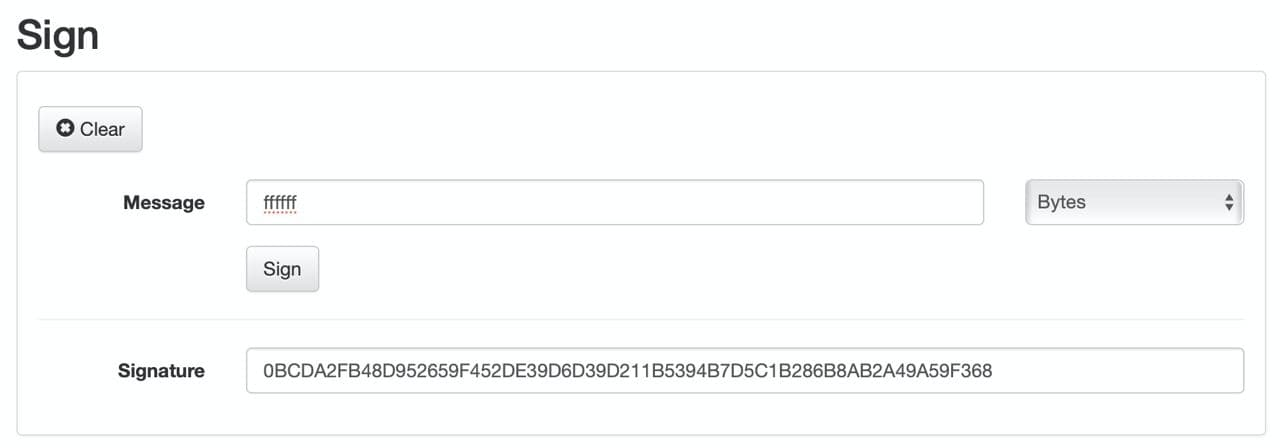 Sign
Clear
Message ffffff Bytes
Sign
Signature 0BCDA2FB48D952659F452DE39D6D39D211B5394B7D5C1B286B8AB2A49A59F368